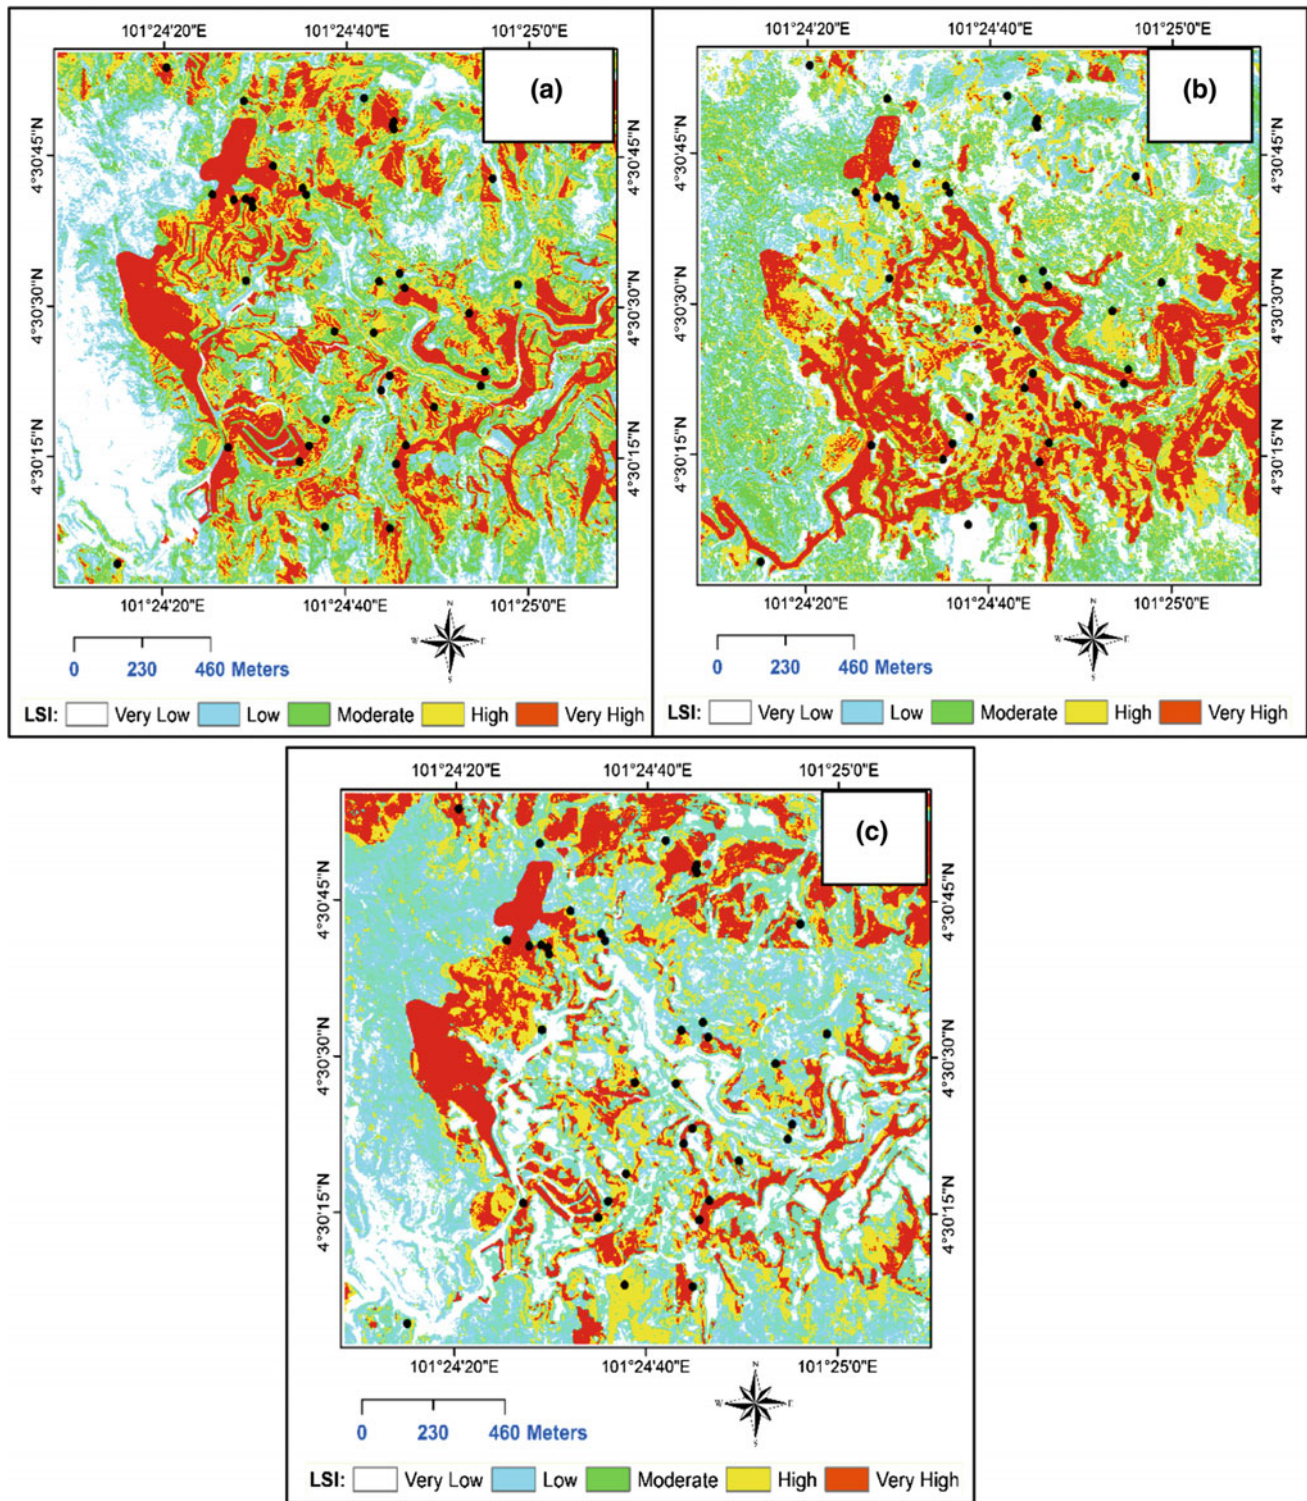 101°24'20"E 101°24'40"E 101°25'0"E
(a)
4°30'45"N 4°30'45"N
4°30'30"N 4°30'30"N
4°30'15"N 4°30'15"N
101°24'20"E 101°24'40"E 101°25'0"E
N
W E
S
0 230 460 Meters
LSI: Very Low Low Moderate High Very High
101°24'20"E 101°24'40"E 101°25'0"E
(b)
4°30'45"N 4°30'45"N
4°30'30"N 4°30'30"N
4°30'15"N 4°30'15"N
101°24'20"E 101°24'40"E 101°25'0"E
N
W E
S
0 230 460 Meters
LSI: Very Low Low Moderate High Very High
101°24'20"E 101°24'40"E 101°25'0"E
(c)
4°30'45"N 4°30'45"N
4°30'30"N 4°30'30"N
4°30'15"N 4°30'15"N
101°24'20"E 101°24'40"E 101°25'0"E
N
W E
S
0 230 460 Meters
LSI: Very Low Low Moderate High Very High